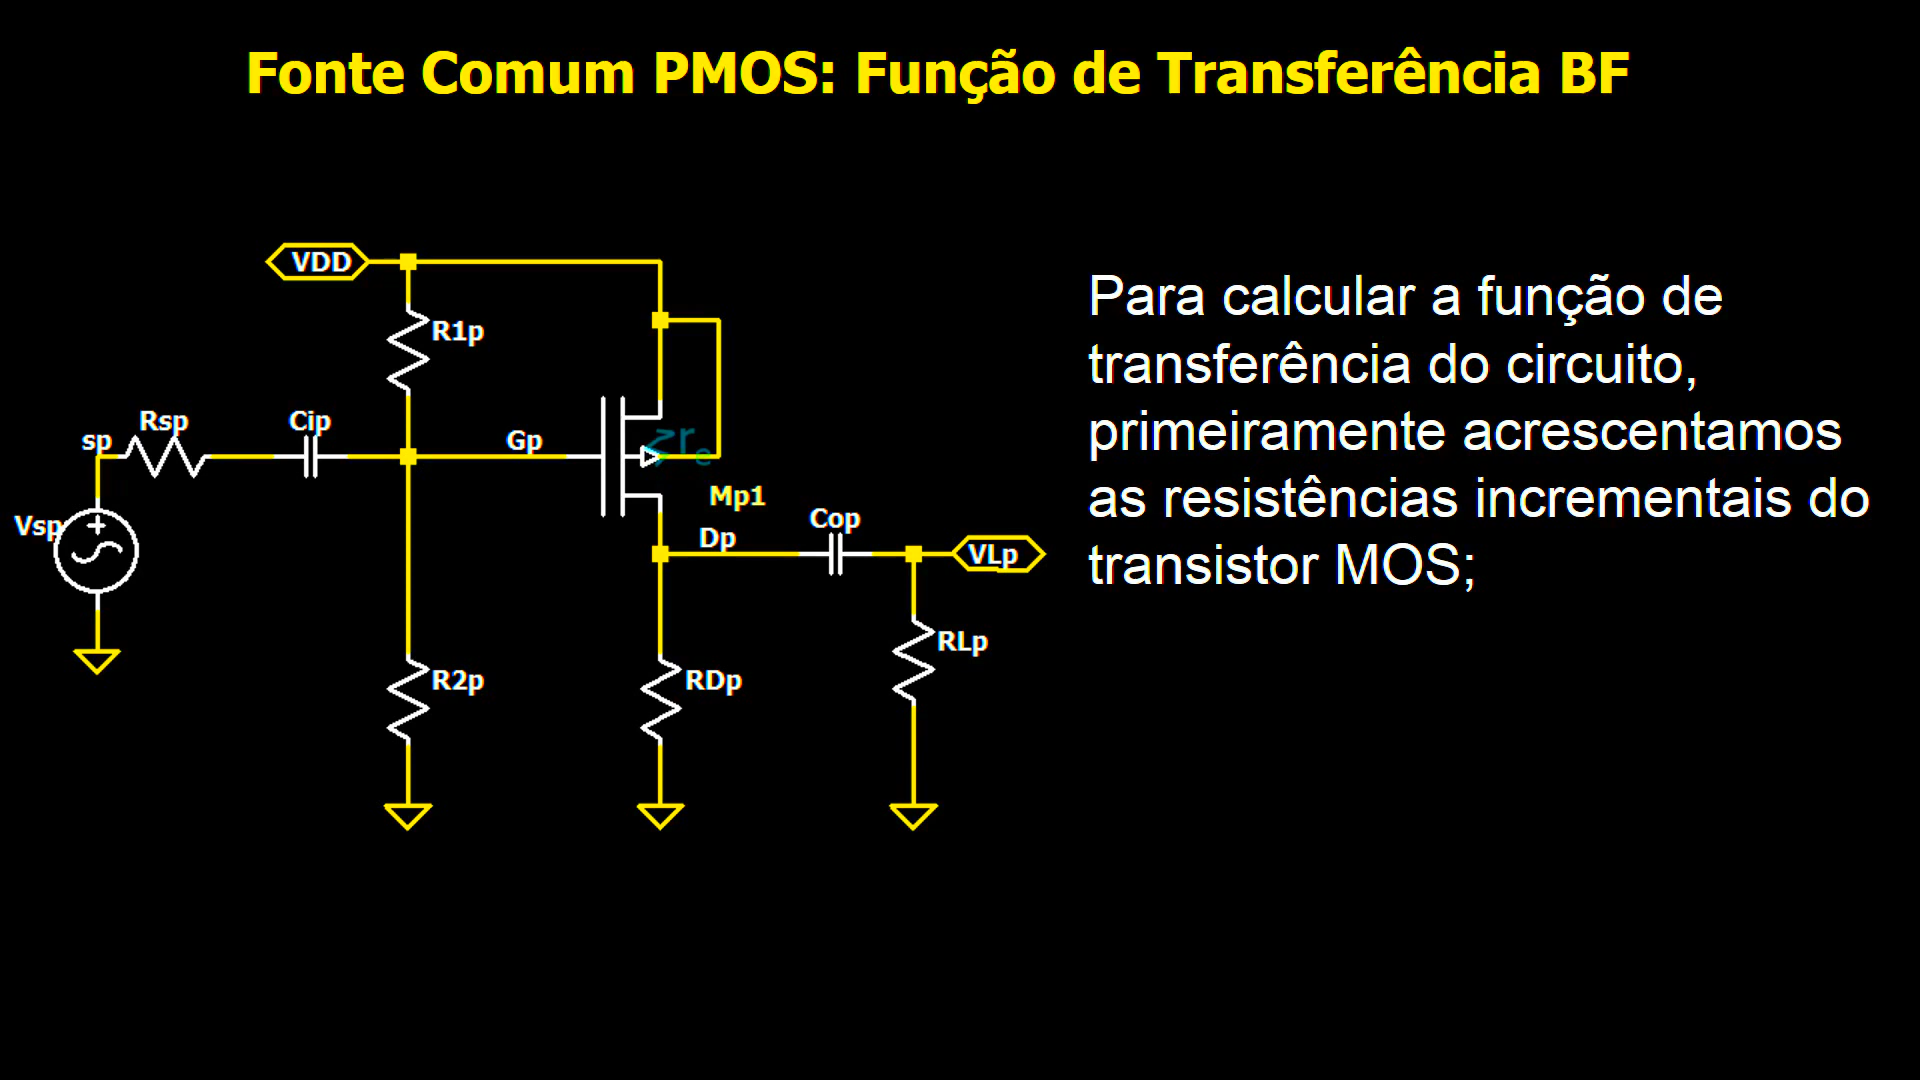 Fonte Comum PMOS: Função de Transferência BF
VDD
R1p
Rsp
Cip
sp
Gp
re
Vsp
Mp1
Cop
Dp
VLp
R2p
RDp
RLp
Para calcular a função de
transferência do circuito,
primeiramente acrescentamos
as resistências incrementais do
transistor MOS;